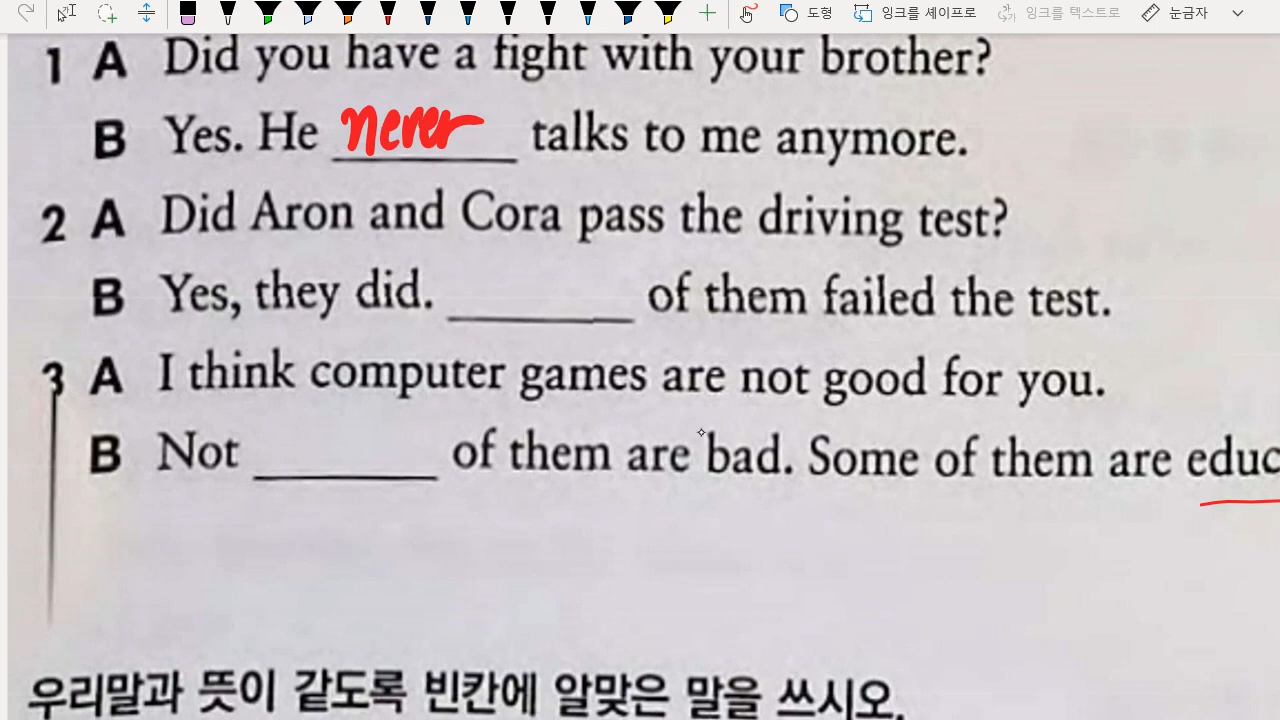 도형 잉크를 셰이프로 잉크를 텍스트로 눈금자
1 A Did you have a fight with your brother?
B Yes. He never talks to me anymore.
2 A Did Aron and Cora pass the driving test?
B Yes, they did. ________ of them failed the test.
3 A I think computer games are not good for you.
B Not ________ of them are bad. Some of them are educ
우리말과 뜻이 같도록 빈칸에 알맞은 말을 쓰시오.